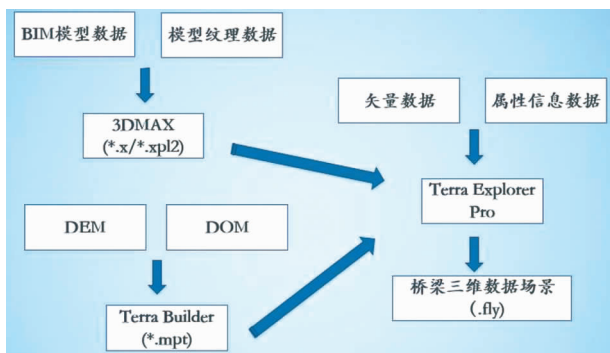 BIM模型数据
模型纹理数据
3DMAX
(*.x/*.xpl2)
矢量数据
属性信息数据
DEM
DOM
Terra Explorer
Pro
Terra Builder
(*.mpt)
桥梁三维数据场景
(.fly)